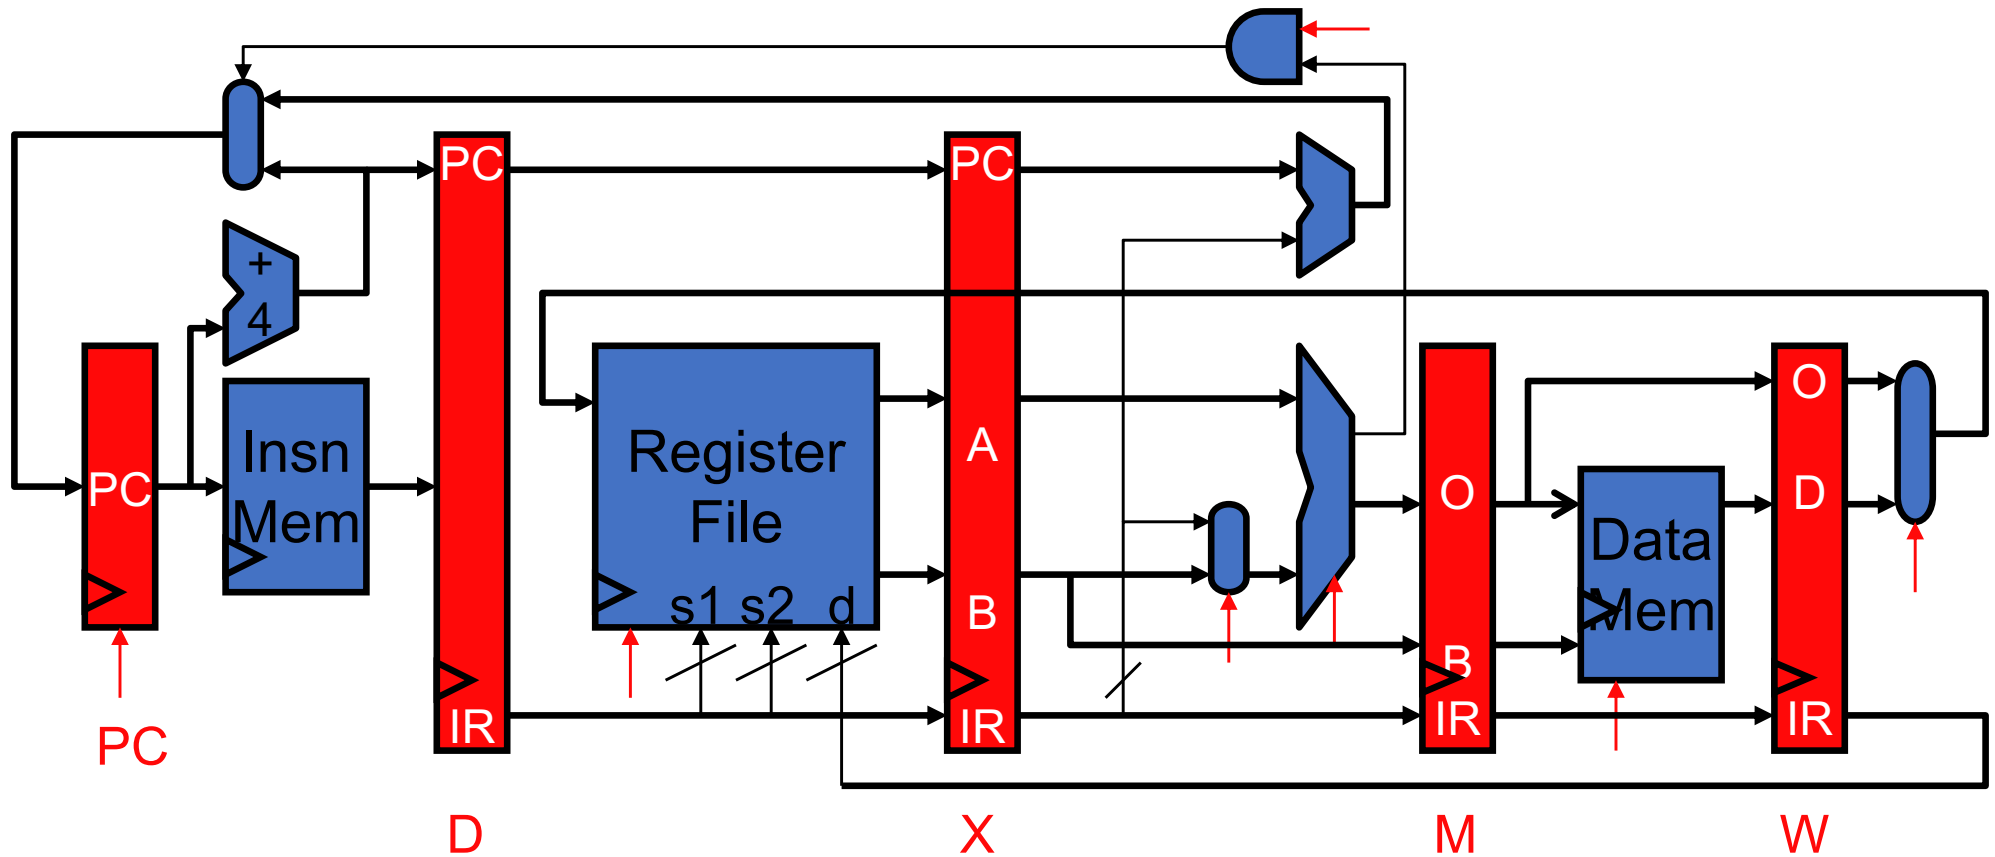 PC
PC
+
4
O
Insn
Mem
PC
Register
File
A
O
D
Data
Mem
s1 s2 d
B
B
IR
IR
IR
IR
PC
D
X
M
W